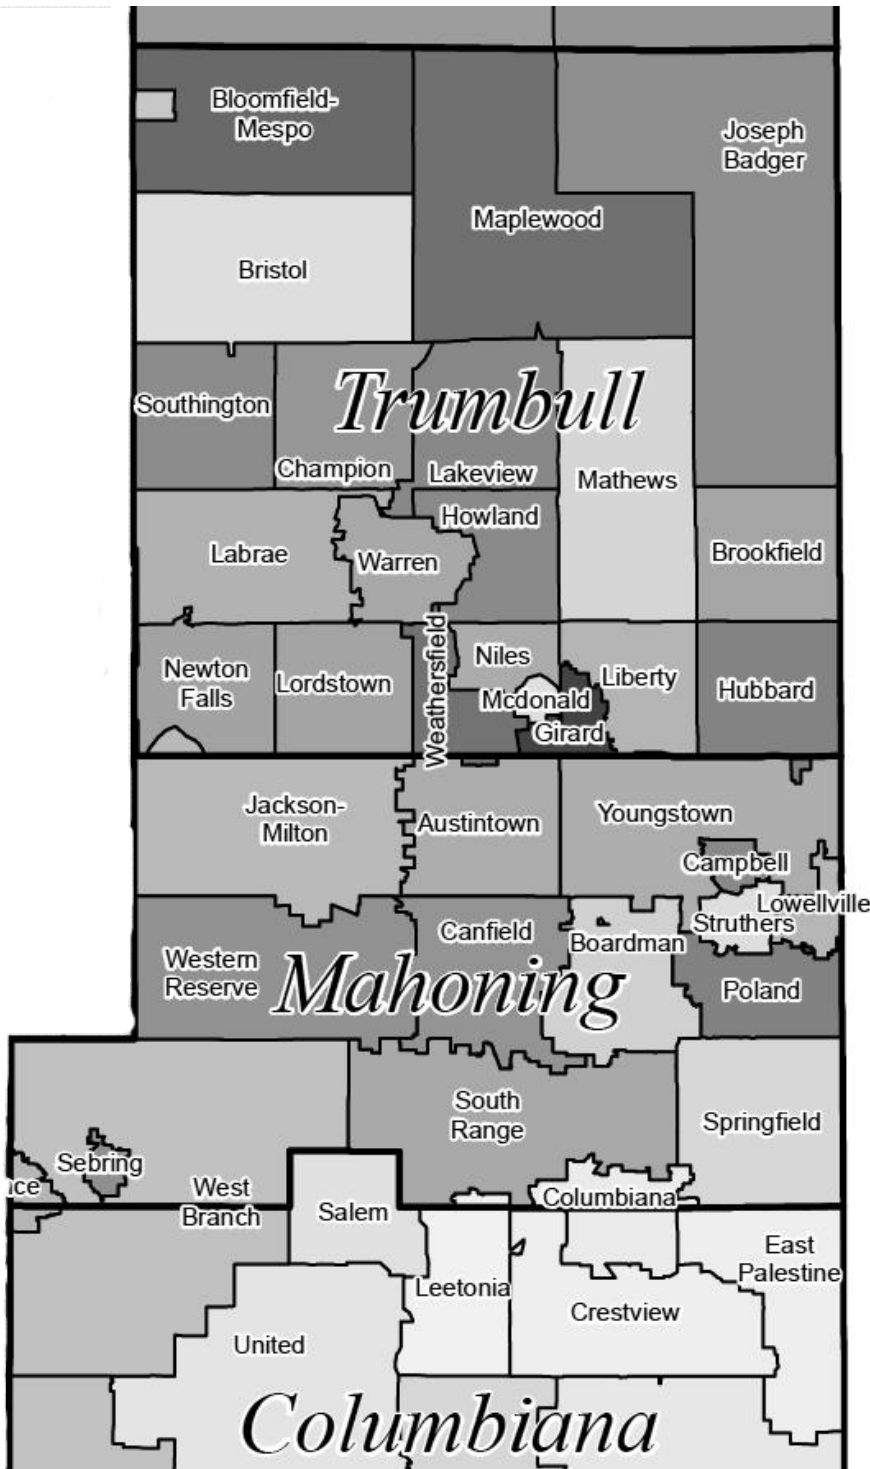 Bloomfield-
Mespo
Joseph
Badger
Maplewood
Bristol
Trumbull
Southington
Champion
Lakeview
Mathews
Howland
Labrae
Warren
Brookfield
Weathersfield
Niles
Newton
Falls
Lordstown
Liberty
Hubbard
Mcdonald
Girard
Jackson-
Milton
Austintown
Youngstown
Campbell
Lowellville
Struthers
Canfield
Boardman
Western
Reserve
Mahoning
Poland
South
Range
Springfield
Sebring
ice
West
Branch
Salem
Columbiana
East
Palestine
Leetonia
Crestview
United
Columbiana